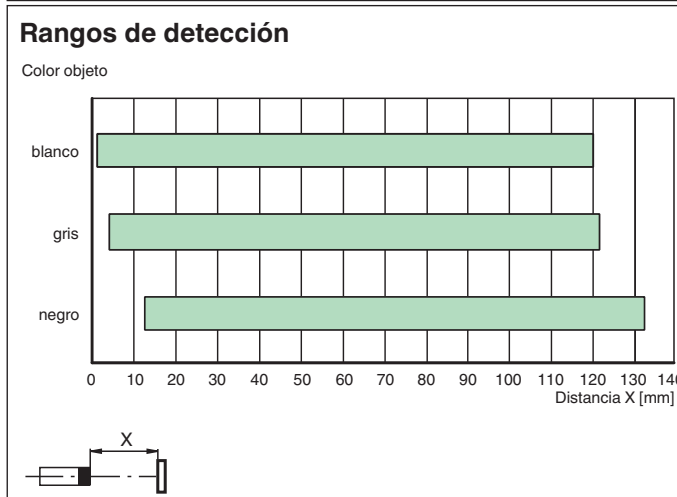 Rangos de detección
Color objeto
blanco
gris
negro
0 10 20 30 40 50 60 70 80 90 100 110 120 130 140
Distancia X [mm]
X